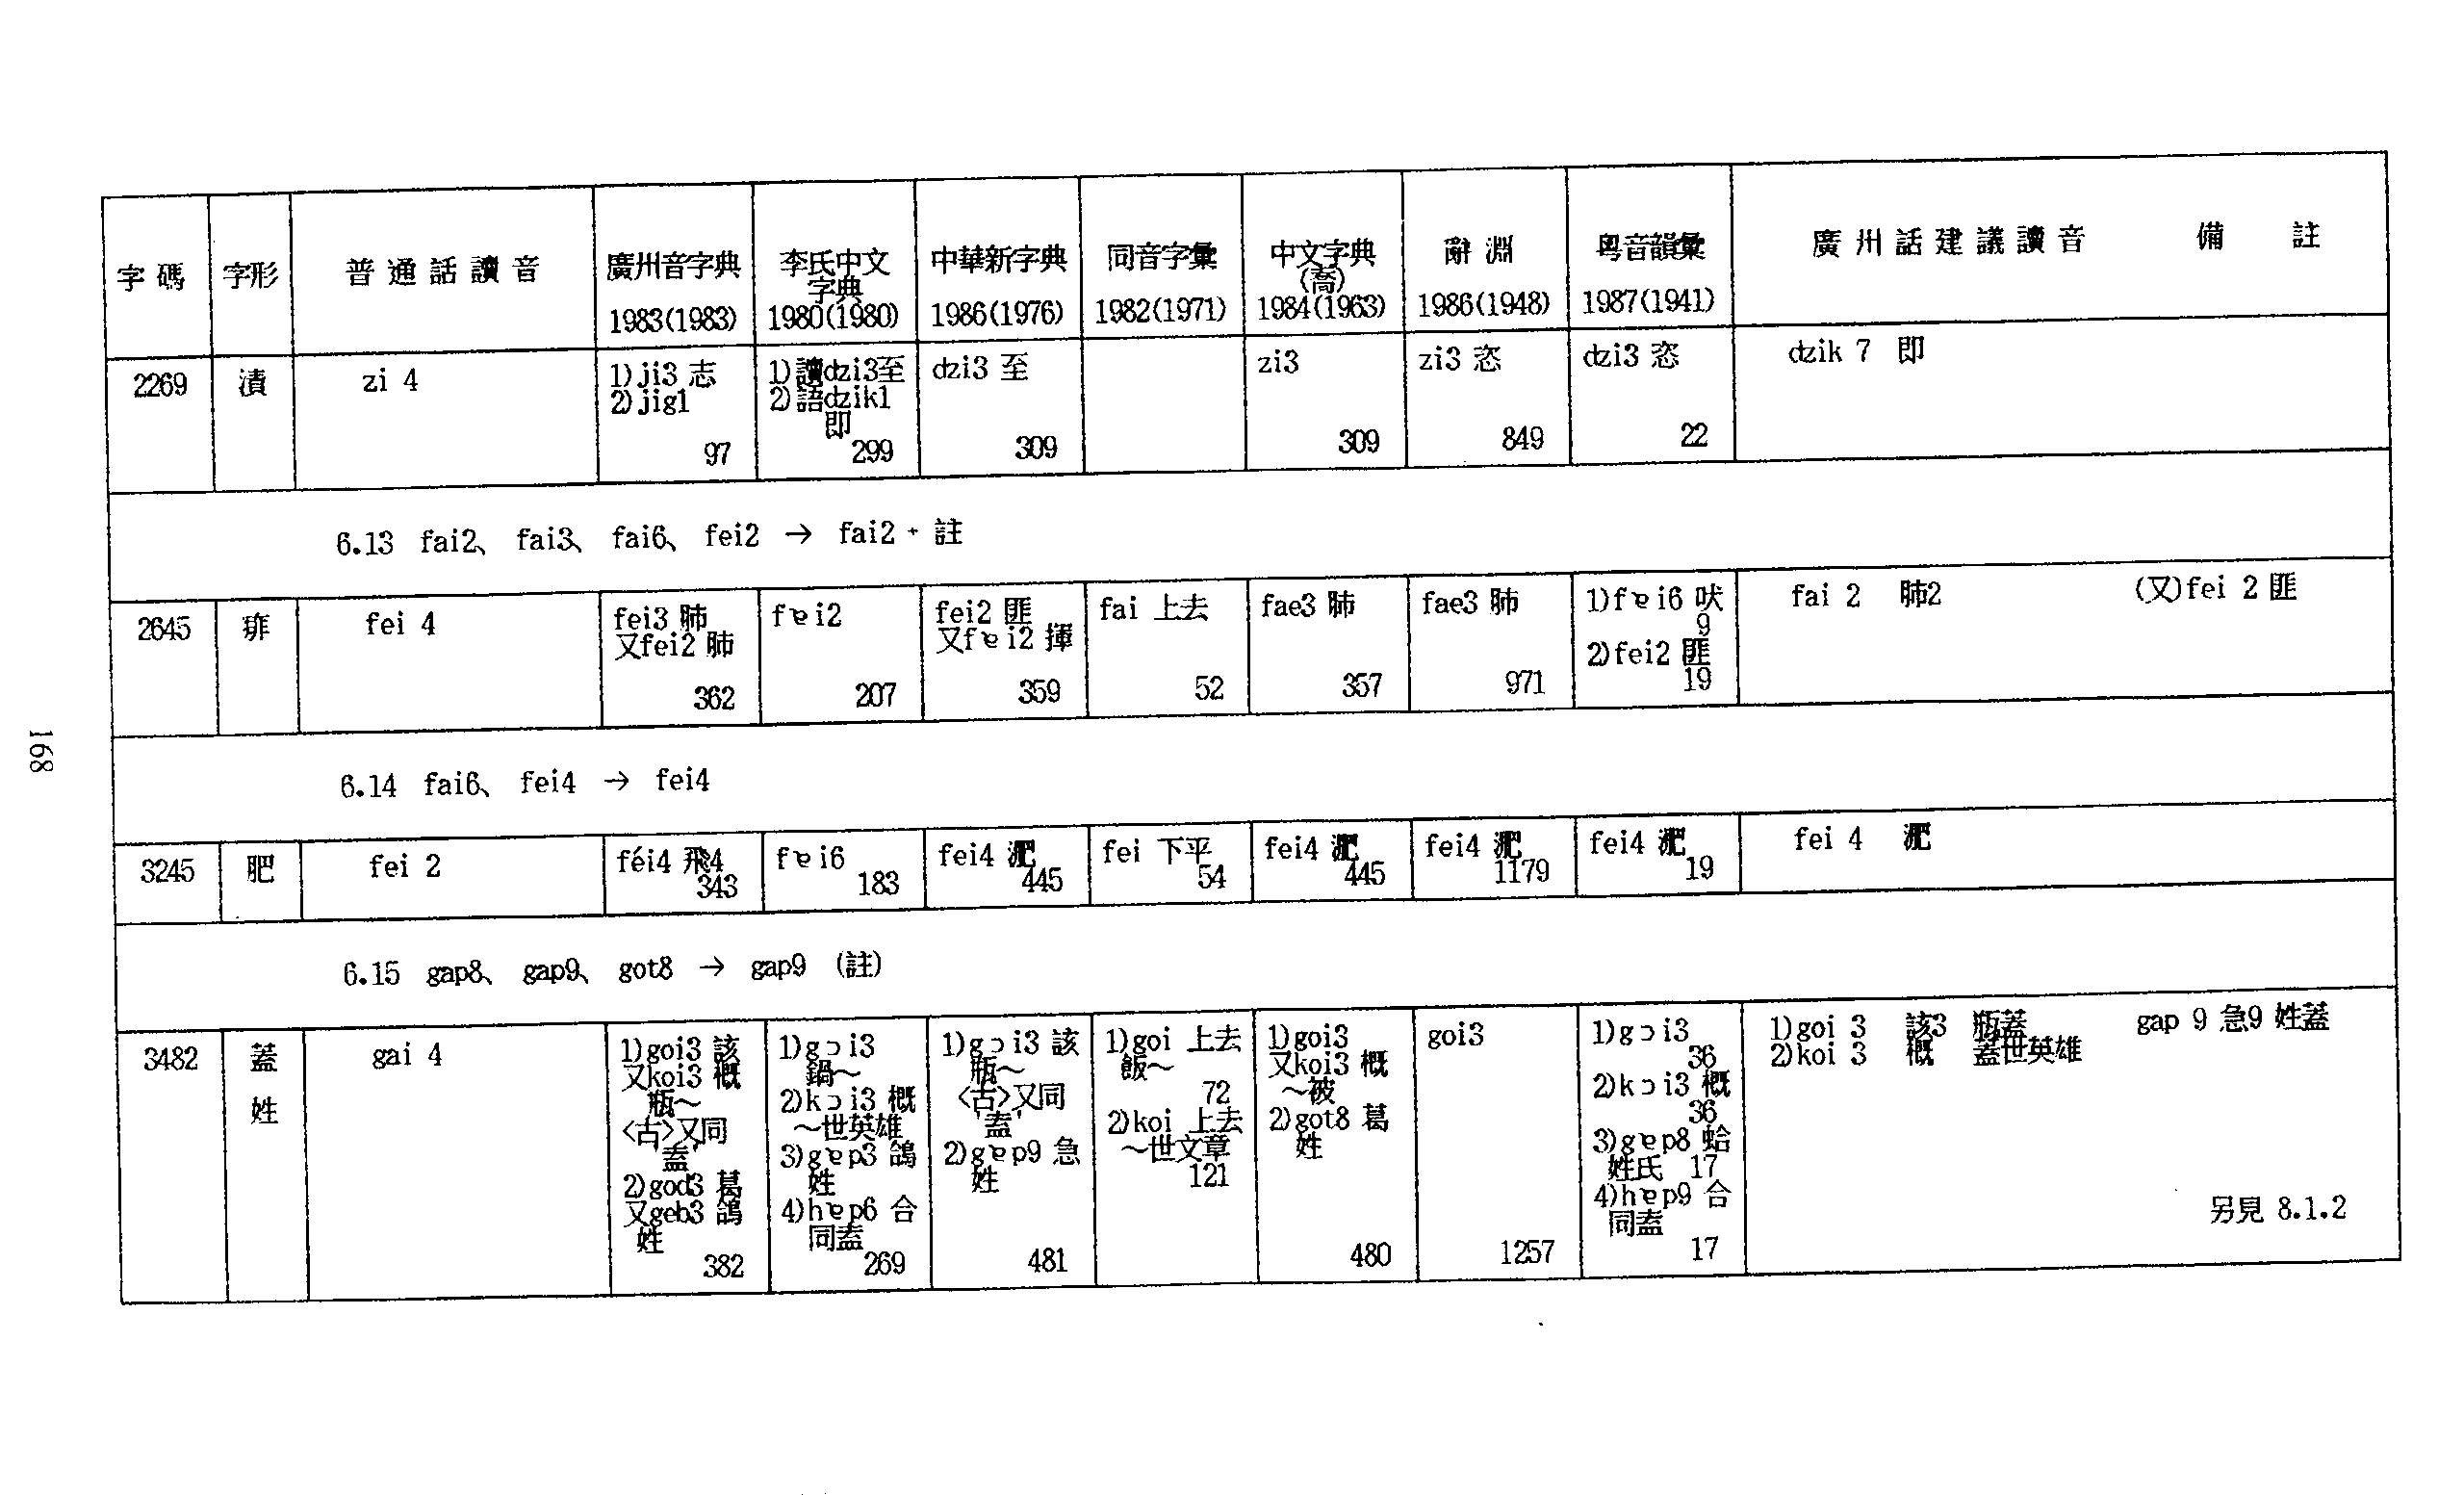 字碼 字形 普通話讀音 廣州音字典 1983(1983) 李氏中文字典 1980(1980) 中華新字典 1986(1976) 同音字彙 1982(1971) 中文字典(喬) 1984(1963) 辭淵 1986(1948) 粵音韻彙 1987(1941) 廣州話建議讀音 備註
2269 漬 zi 4
1)ji3 志
2)jig1
97
1)讀dzi3至
2)語dzik1
即
299
dzi3 至
309
zi3
309
zi3 恣
849
dzi3 恣
22
dzik 7 即
6.13 fai2、 fai3、 fai6、 fei2 → fai2 + 註
2645 痱 fei 4
fei3 肺
又fei2 肺
362
fɐi2
207
fei2 匪
又fɐi2 揮
359
fai 上去
52
fae3 肺
357
fae3 肺
971
1)fɐi6 吠
9
2)fei2 匪
19
fai 2 肺2 (又)fei 2 匪
6.14 fai6、 fei4 → fei4
3245 肥 fei 2
féi4 飛4
343
fɐi6
183
fei4 淝
445
fei 下平
54
fei4 淝
445
fei4 淝
1179
fei4 淝
19
fei 4 淝
6.15 gap8、 gap9、 got8 → gap9 (註)
3482 蓋 gai 4
姓
1)goi3 該
又koi3 概
瓶～
<古>又同
'盍'
2)god3 葛
又geb3 鴿
姓
382
1)gɔi3
鍋～
2)kɔi3 概
～世英雄
3)gɐp3 鴿
姓
4)hɐp6 合
同盍
269
1)gɔi3 該
瓶～
<古>又同
'盍'
2)gɐp9 急
姓
481
1)goi 上去
飯～
72
2)koi 上去
～世文章
121
1)goi3
又koi3 概
～被
2)got8 葛
姓
480
goi3
1257
1)gɔi3
36
2)kɔi3 概
36
3)gɐp8 蛤
姓氏 17
4)hɐp9 合
同盍
17
1)goi 3 該3 瓶蓋 gap 9 急9 姓蓋
2)koi 3 概 蓋世英雄
另見 8.1.2
168